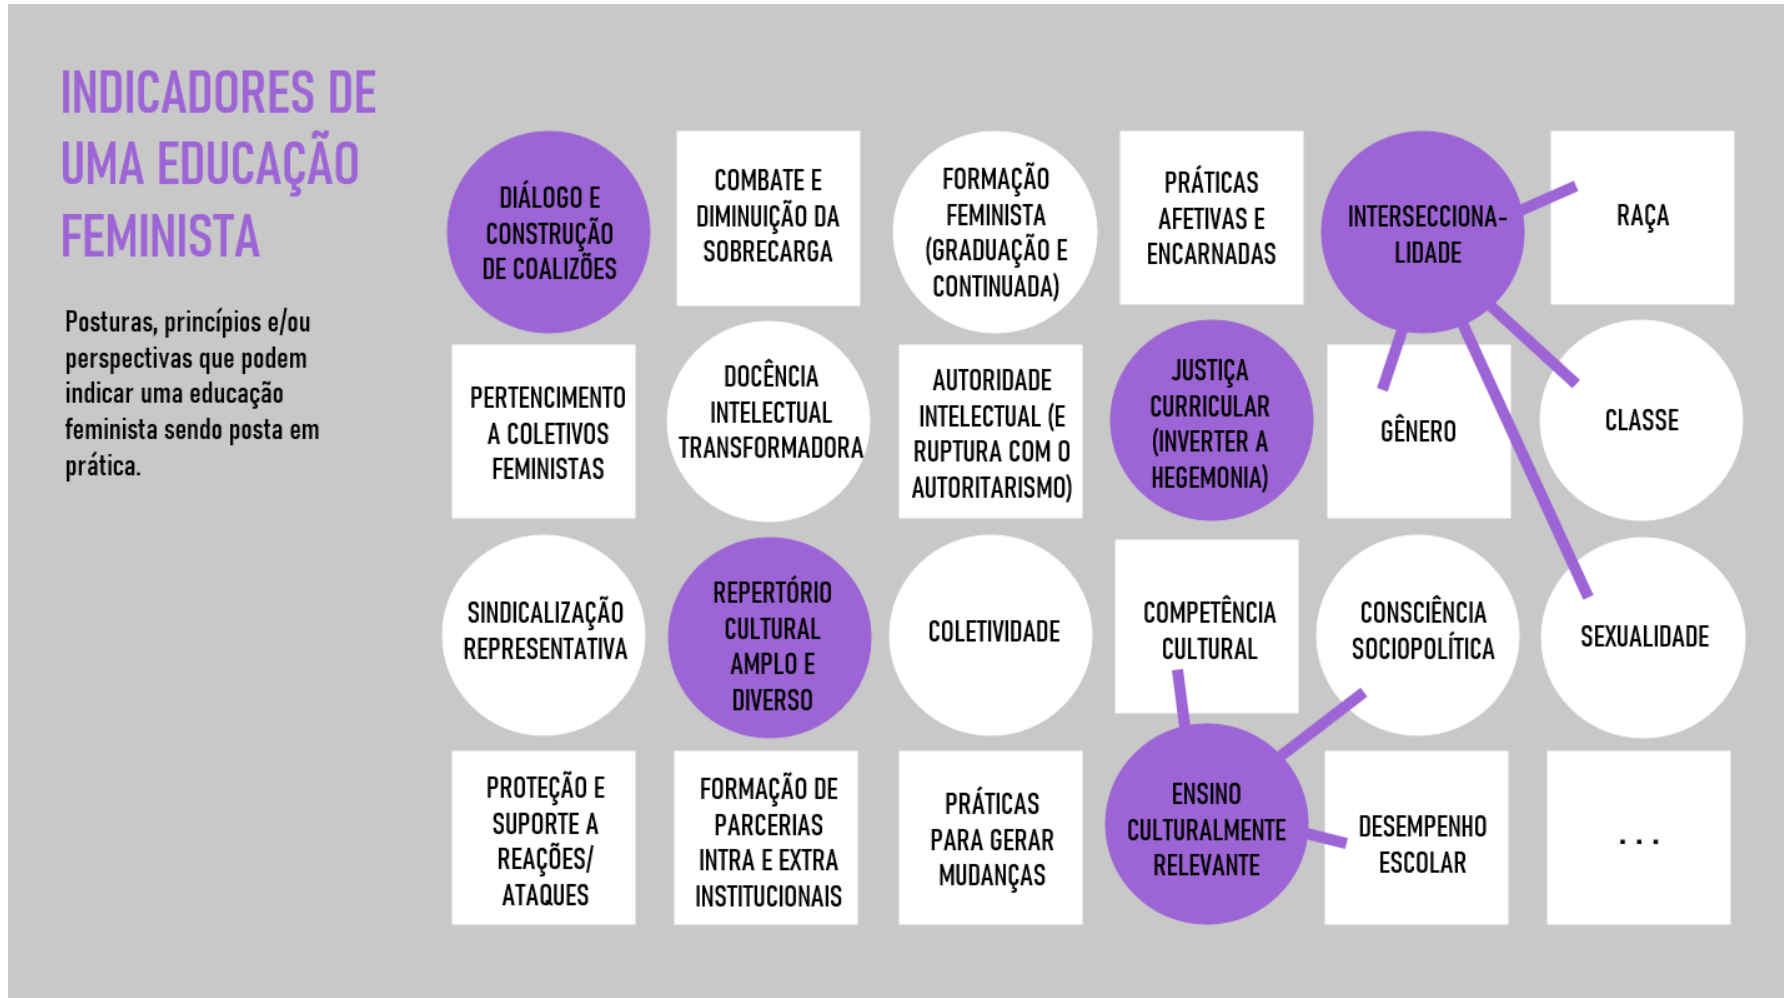 INDICADORES DE
UMA EDUCAÇÃO
FEMINISTA
Posturas, princípios e/ou
perspectivas que podem
indicar uma educação
feminista sendo posta em
prática.
DIÁLOGO E
CONSTRUÇÃO
DE COALIZÕES
COMBATE E
DIMINUIÇÃO DA
SOBRECARGA
FORMAÇÃO
FEMINISTA
(GRADUAÇÃO E
CONTINUADA)
PRÁTICAS
AFETIVAS E
ENCARNADAS
INTERSECCIONA-
LIDADE
RAÇA
PERTENCIMENTO
A COLETIVOS
FEMINISTAS
DOCÊNCIA
INTELECTUAL
TRANSFORMADORA
AUTORIDADE
INTELECTUAL (E
RUPTURA COM O
AUTORITARISMO)
JUSTIÇA
CURRICULAR
(INVERTER A
HEGEMONIA)
GÊNERO
CLASSE
SINDICALIZAÇÃO
REPRESENTATIVA
REPERTÓRIO
CULTURAL
AMPLO E
DIVERSO
COLETIVIDADE
COMPETÊNCIA
CULTURAL
CONSCIÊNCIA
SOCIOPOLÍTICA
SEXUALIDADE
PROTEÇÃO E
SUPORTE A
REAÇÕES/
ATAQUES
FORMAÇÃO DE
PARCERIAS
INTRA E EXTRA
INSTITUCIONAIS
PRÁTICAS
PARA GERAR
MUDANÇAS
ENSINO
CULTURALMENTE
RELEVANTE
DESEMPENHO
ESCOLAR
...